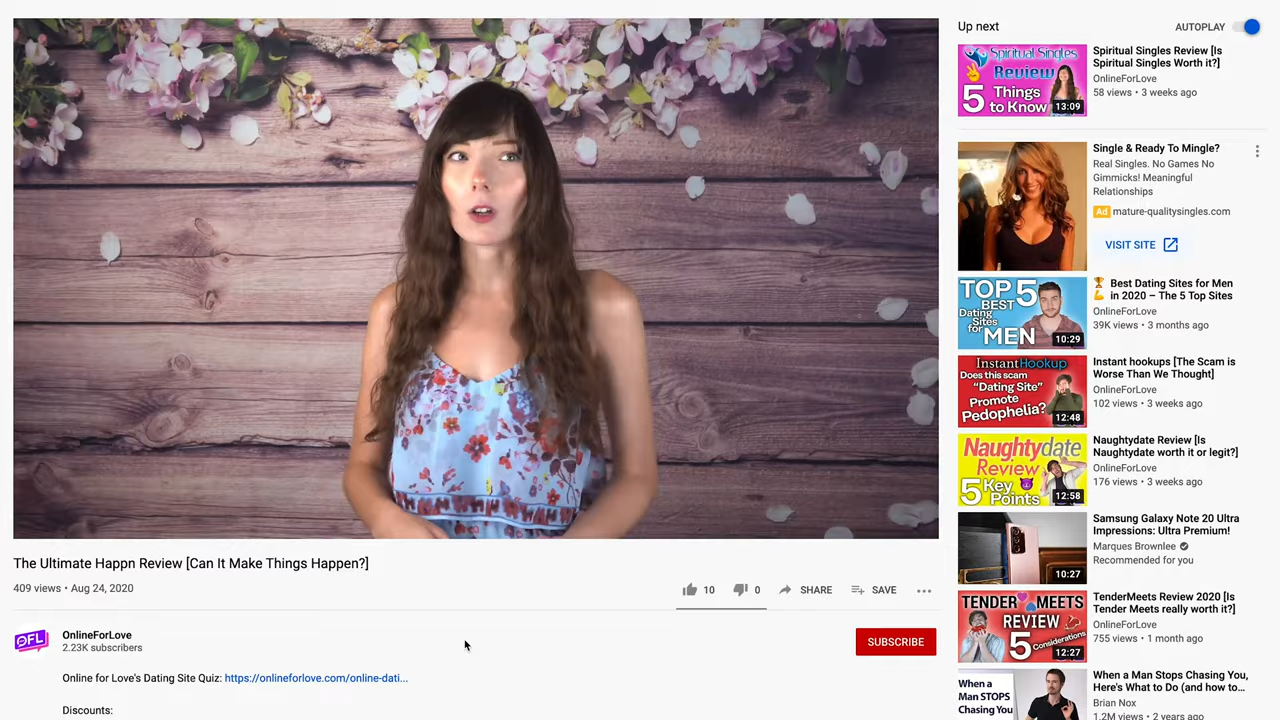 The Ultimate Happn Review [Can It Make Things Happen?]
409 views • Aug 24, 2020
10
0
SHARE
SAVE
OFL
OnlineForLove
2.23K subscribers
SUBSCRIBE
Online for Love's Dating Site Quiz: https://onlineforlove.com/online-dati...
Discounts:
Up next
AUTOPLAY
Spiritual Singles
Review
5 Things
to Know
13:09
Spiritual Singles Review [Is
Spiritual Singles Worth it?]
OnlineForLove
58 views • 3 weeks ago
Single & Ready To Mingle?
Real Singles. No Games No
Gimmicks! Meaningful
Relationships
Ad mature-qualitysingles.com
VISIT SITE
TOP 5
BEST
Dating
Sites
for
MEN
10:29
🏆 Best Dating Sites for Men
💪 in 2020 – The 5 Top Sites
OnlineForLove
39K views • 3 months ago
InstantHookup
Does this scam
"Dating Site"
Promote
Pedophelia?
12:48
Instant hookups [The Scam is
Worse Than We Thought]
OnlineForLove
102 views • 3 weeks ago
Naughtydate
Review
5 Key
Points
12:58
Naughtydate Review [Is
Naughtydate worth it or legit?]
OnlineForLove
176 views • 3 weeks ago
10:27
Samsung Galaxy Note 20 Ultra
Impressions: Ultra Premium!
Marques Brownlee
Recommended for you
TENDER MEETS
REVIEW
5 Considerations
12:27
TenderMeets Review 2020 [Is
Tender Meets really worth it?]
OnlineForLove
755 views • 1 month ago
When a
Man STOPS
Chasing You
When a Man Stops Chasing You,
Here's What to Do (and how to...
Brian Nox
1.2M views • 2 years ago